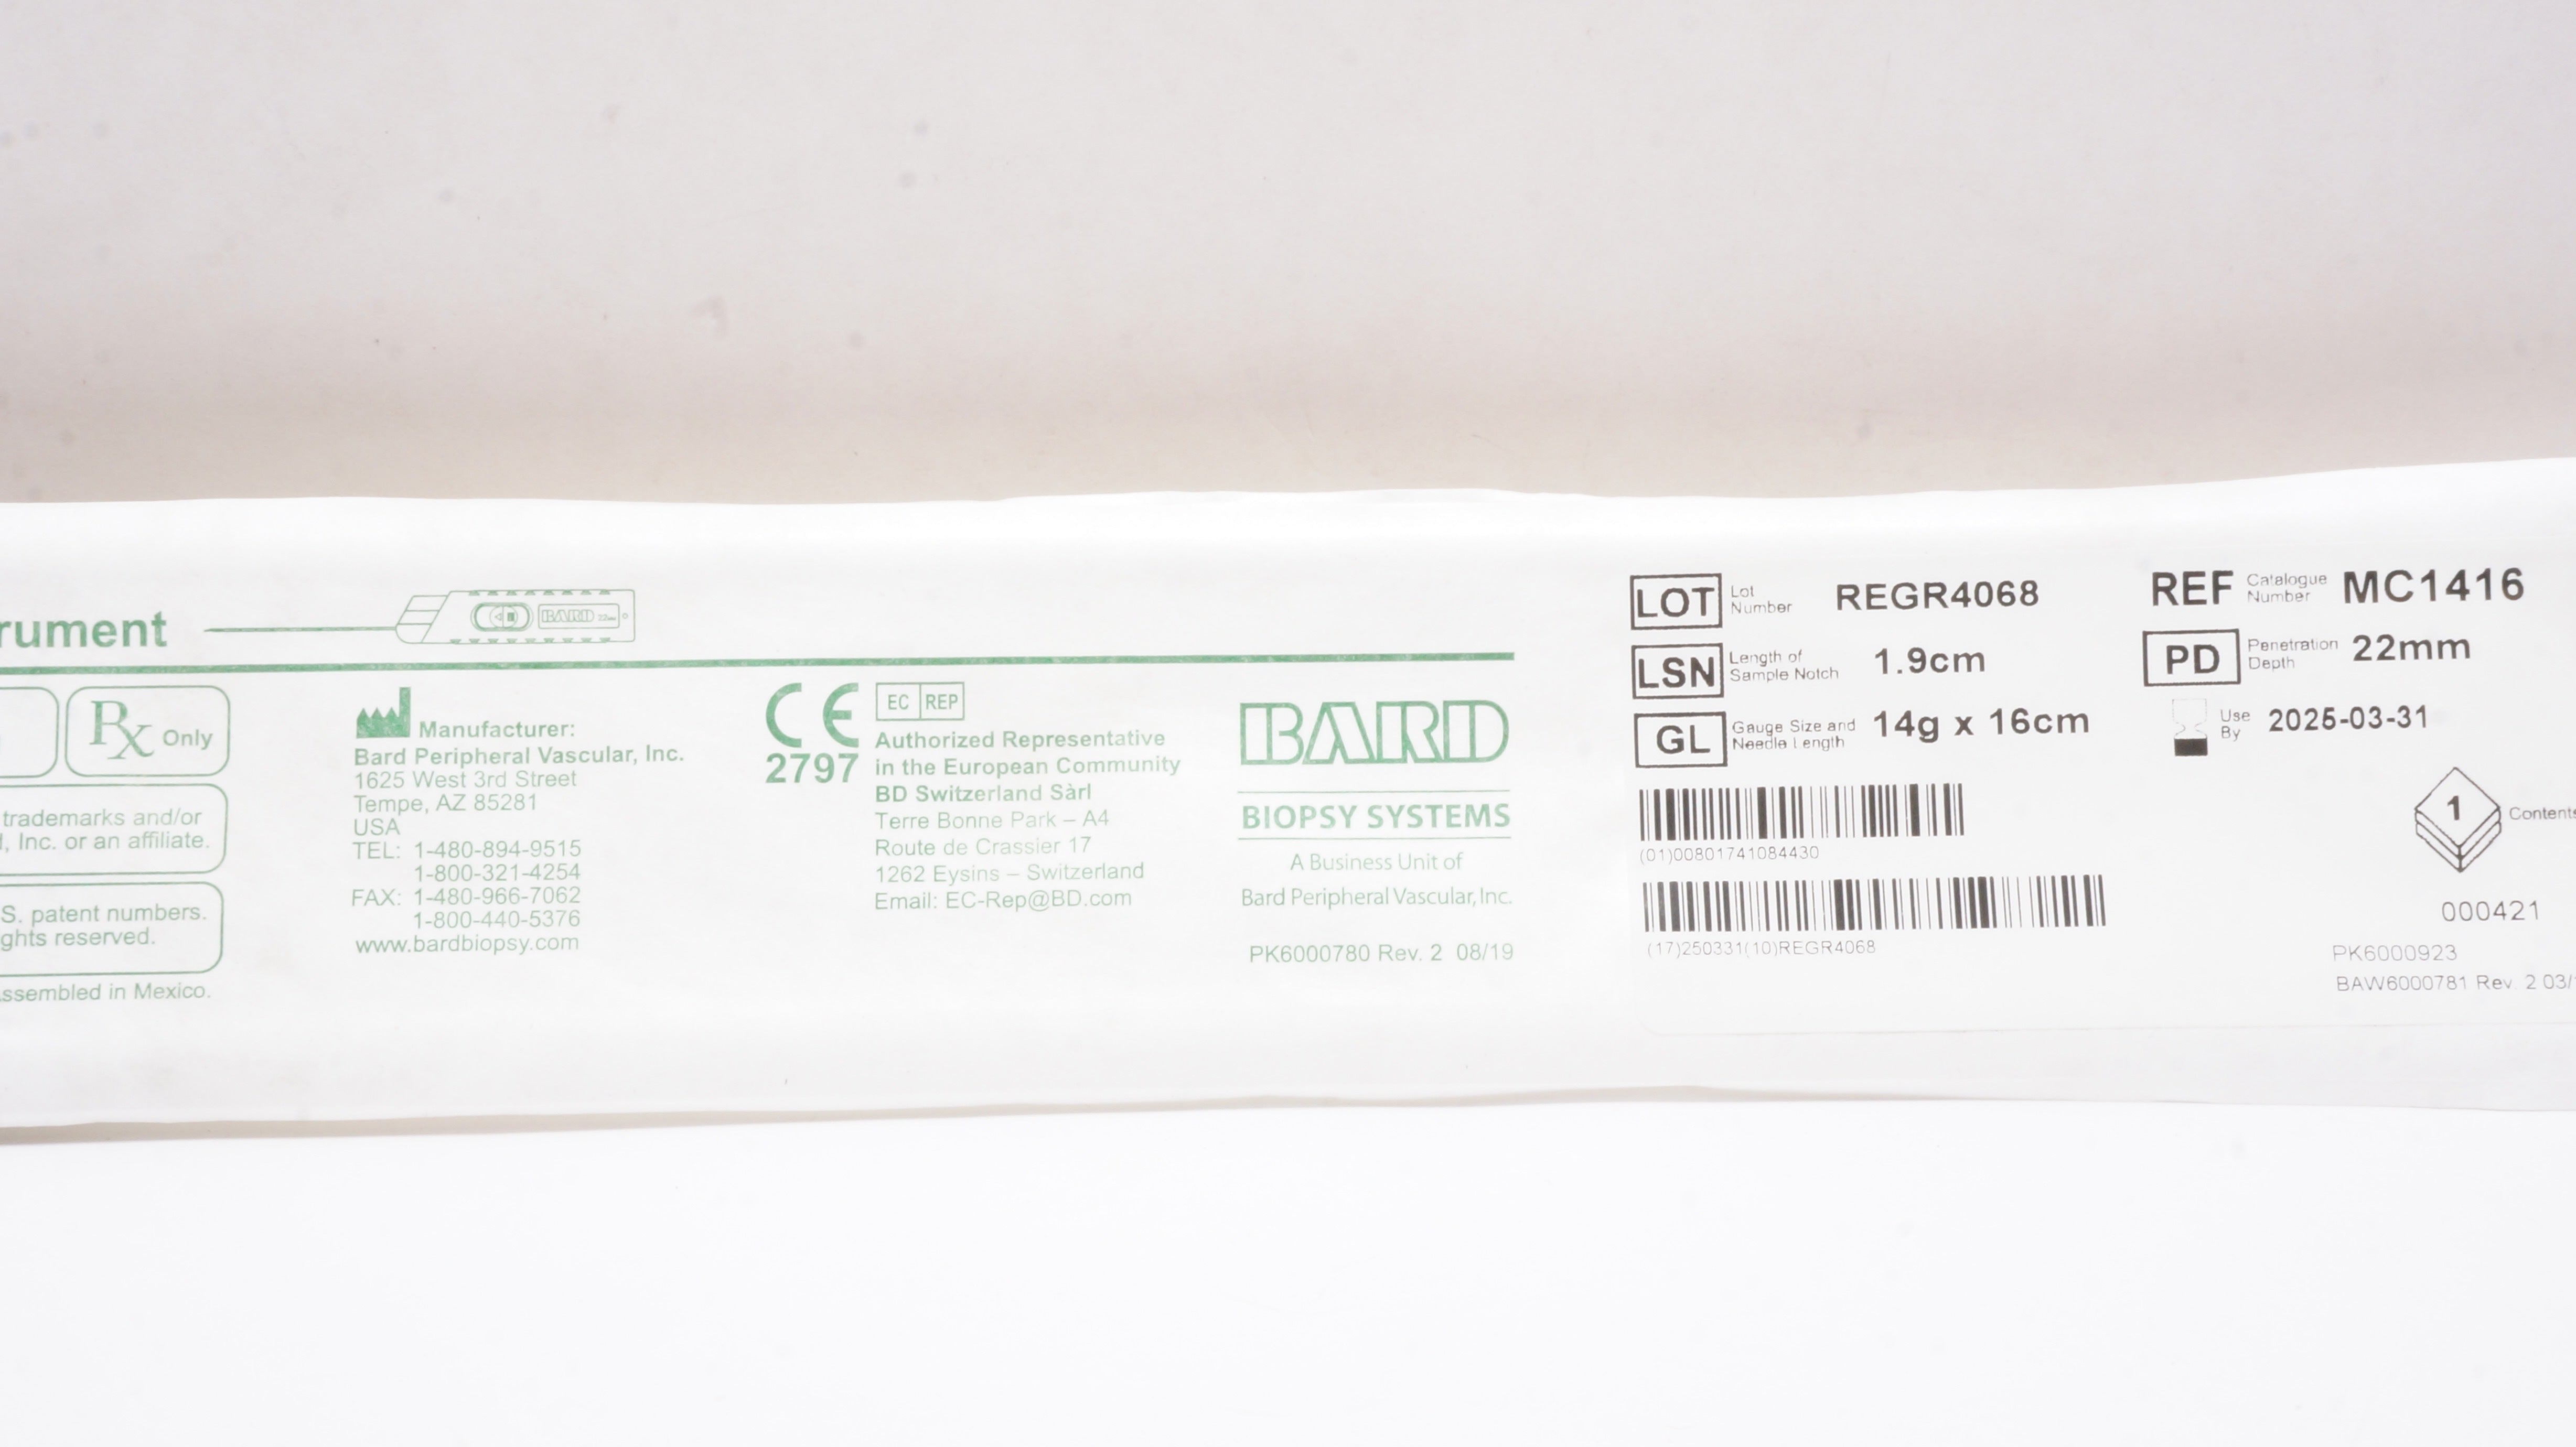 rument
BARD 22mm
Rx Only
trademarks and/or
, Inc. or an affiliate.
S. patent numbers.
ghts reserved.
ssembled in Mexico.
Manufacturer:
Bard Peripheral Vascular, Inc.
1625 West 3rd Street
Tempe, AZ 85281
USA
TEL: 1-480-894-9515
1-800-321-4254
FAX: 1-480-966-7062
1-800-440-5376
www.bardbiopsy.com
CE
2797
EC REP
Authorized Representative
in the European Community
BD Switzerland Sàrl
Terre Bonne Park – A4
Route de Crassier 17
1262 Eysins – Switzerland
Email: EC-Rep@BD.com
BARD
BIOPSY SYSTEMS
A Business Unit of
Bard Peripheral Vascular, Inc.
PK6000780 Rev. 2 08/19
LOT Lot Number REGR4068
LSN Length of Sample Notch 1.9cm
GL Gauge Size and Needle Length 14g x 16cm
(01)00801741084430
(17)250331(10)REGR4068
REF Catalogue Number MC1416
PD Penetration Depth 22mm
Use By 2025-03-31
1 Contents
000421
PK6000923
BAW6000781 Rev. 2 03/